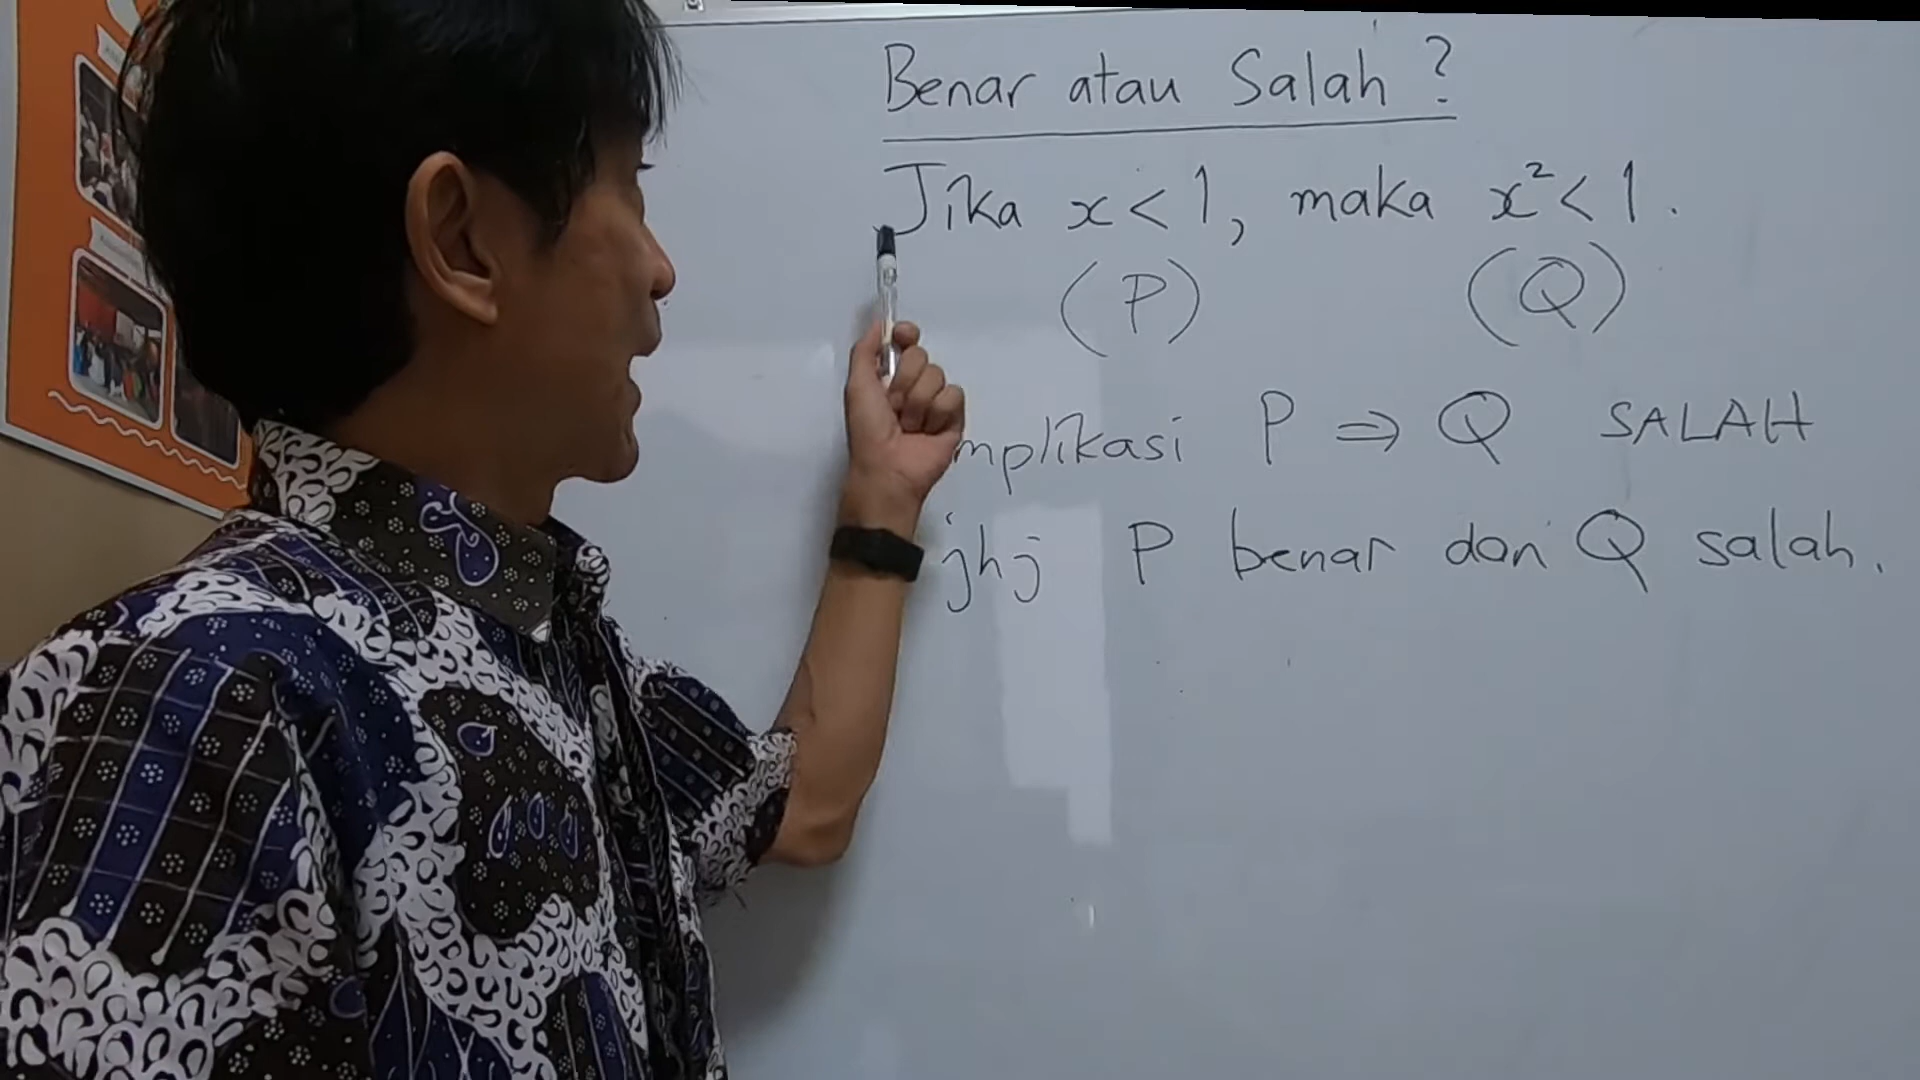 Benar atau Salah ?
Jika x < 1, maka x² < 1.
(P) (Q)
mplikasi P ⇒ Q SALAH
jhj P benar dan Q salah.